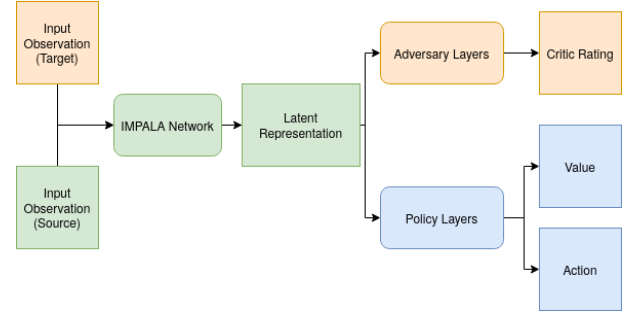 Input
Observation
(Target)
Adversary Layers
Critic Rating
IMPALA Network
Latent
Representation
Input
Observation
(Source)
Policy Layers
Value
Action